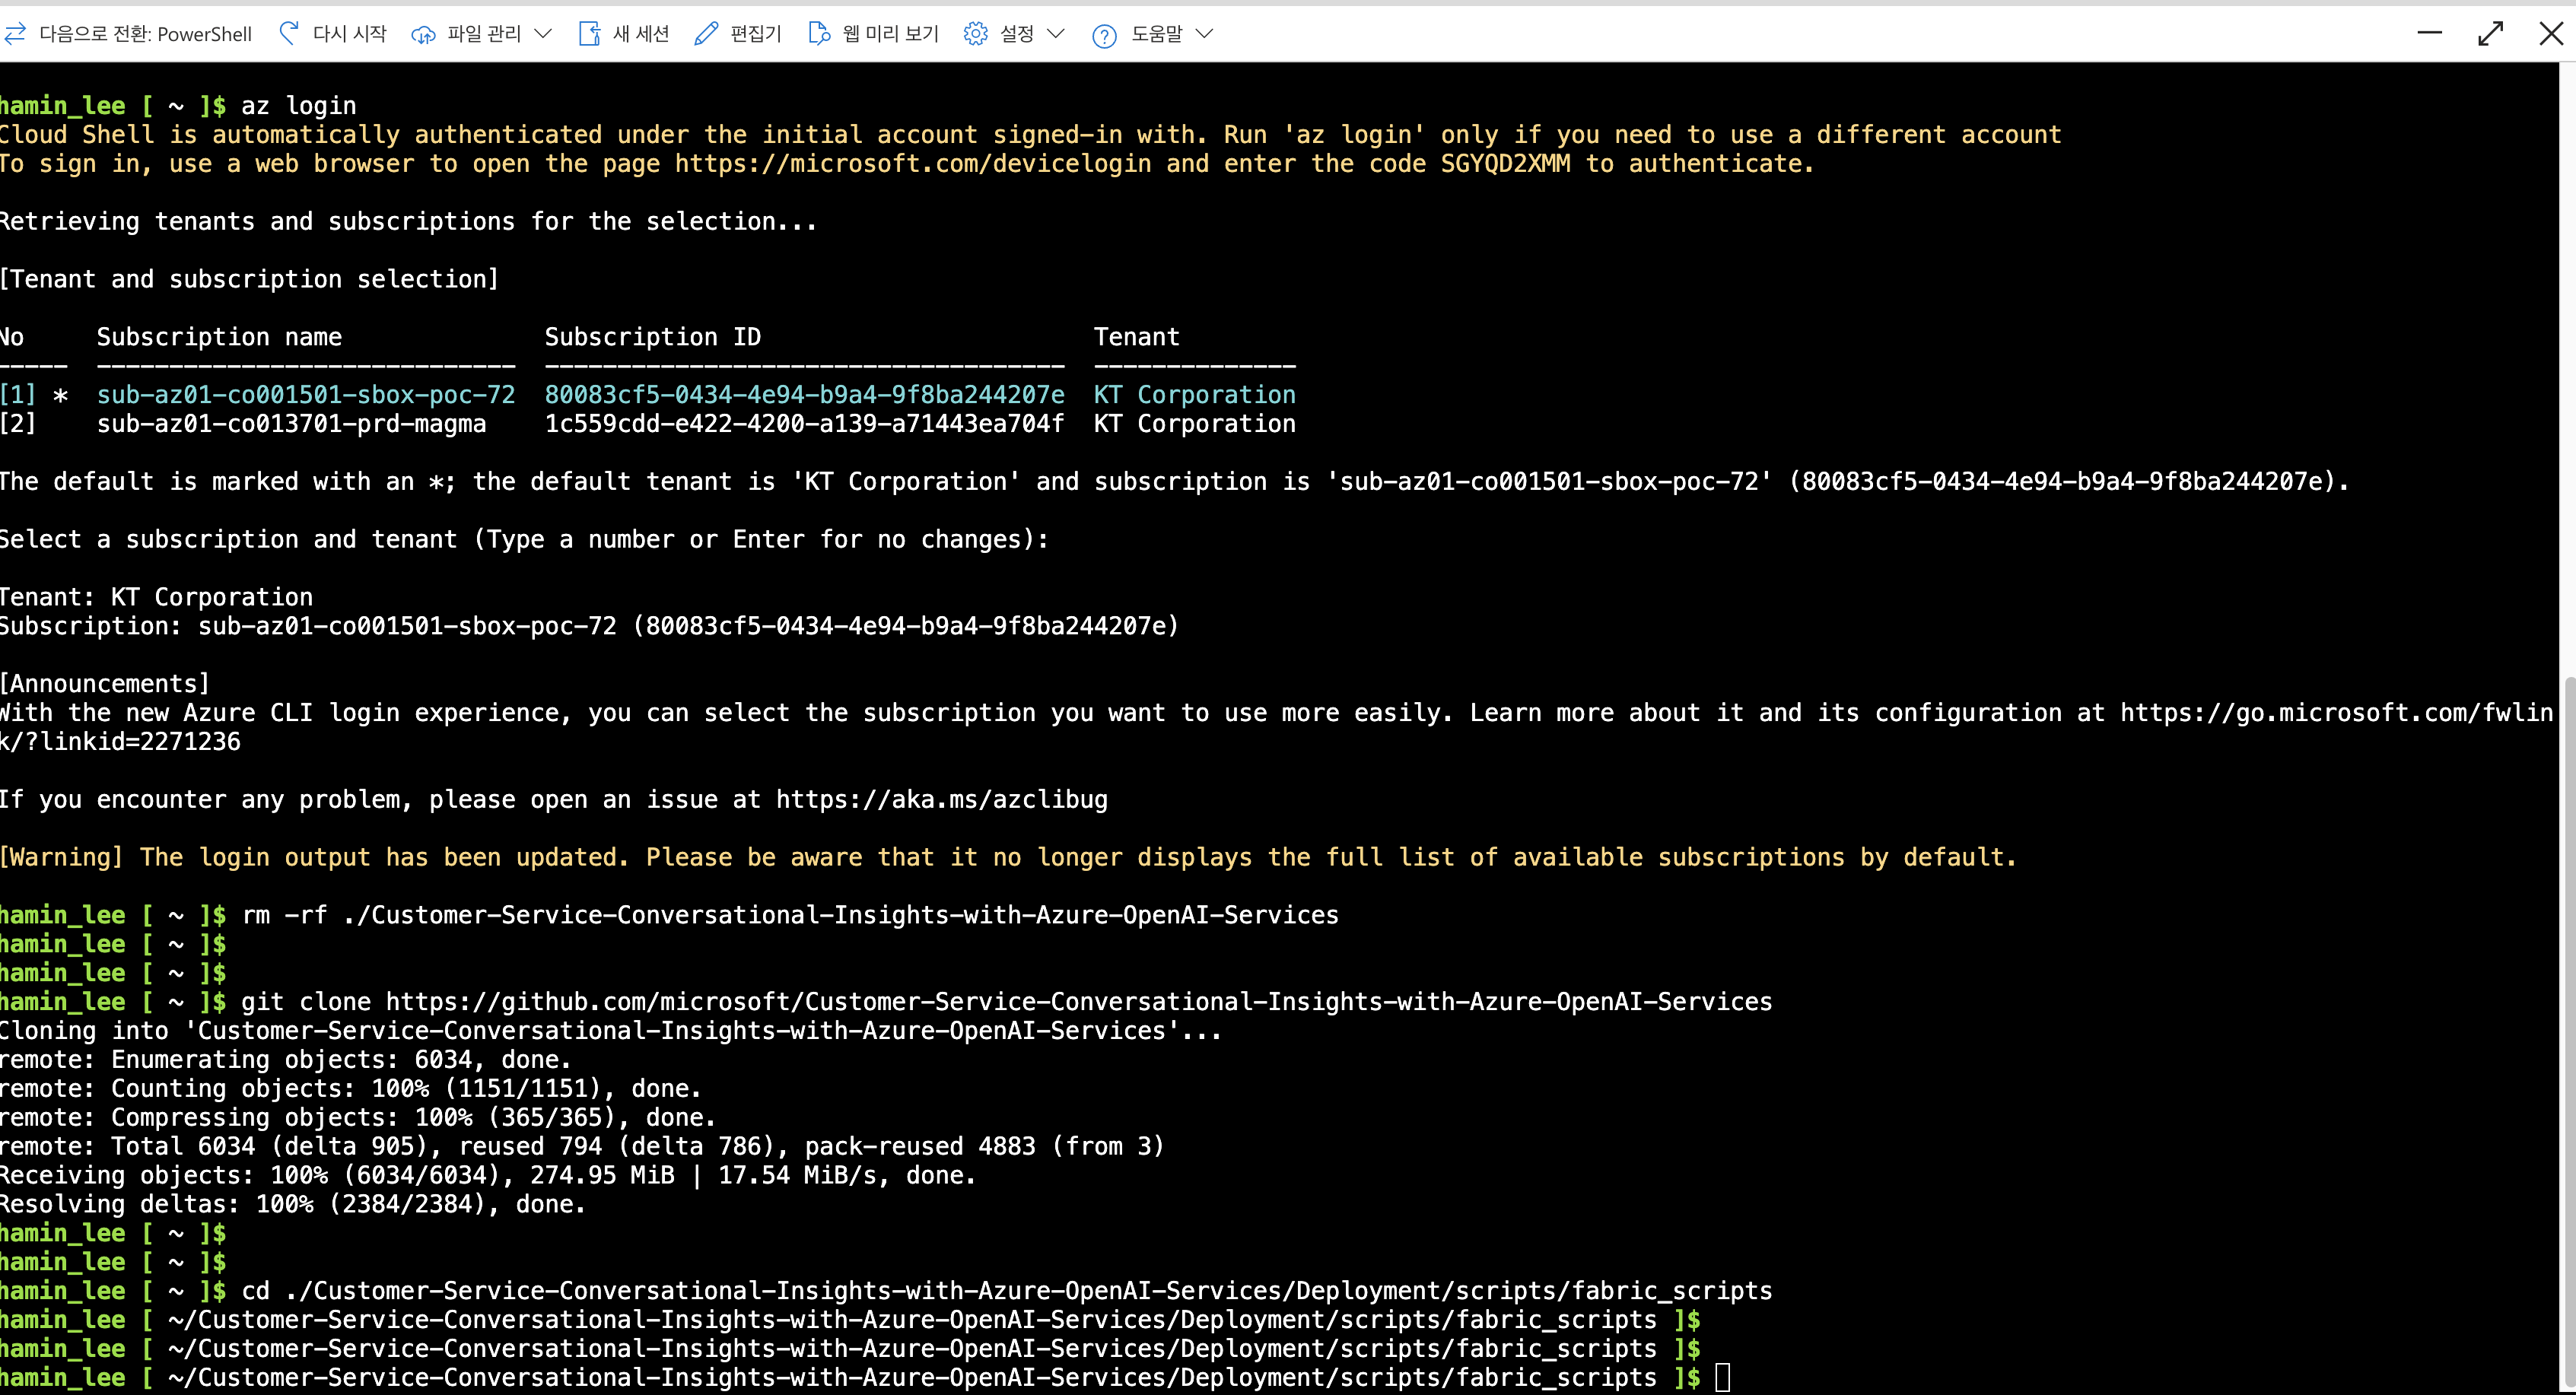 다음으로 전환: PowerShell 다시 시작 파일 관리 새 세션 편집기 웹 미리 보기 설정 도움말
hamin_lee [ ~ ]$ az login
Cloud Shell is automatically authenticated under the initial account signed-in with. Run 'az login' only if you need to use a different account
To sign in, use a web browser to open the page https://microsoft.com/devicelogin and enter the code SGYQD2XMM to authenticate.
Retrieving tenants and subscriptions for the selection...
[Tenant and subscription selection]
No Subscription name Subscription ID Tenant
----- ----------------------------- ------------------------------------ --------------
[1] * sub-az01-co001501-sbox-poc-72 80083cf5-0434-4e94-b9a4-9f8ba244207e KT Corporation
[2] sub-az01-co013701-prd-magma 1c559cdd-e422-4200-a139-a71443ea704f KT Corporation
The default is marked with an *; the default tenant is 'KT Corporation' and subscription is 'sub-az01-co001501-sbox-poc-72' (80083cf5-0434-4e94-b9a4-9f8ba244207e).
Select a subscription and tenant (Type a number or Enter for no changes):
Tenant: KT Corporation
Subscription: sub-az01-co001501-sbox-poc-72 (80083cf5-0434-4e94-b9a4-9f8ba244207e)
[Announcements]
With the new Azure CLI login experience, you can select the subscription you want to use more easily. Learn more about it and its configuration at https://go.microsoft.com/fwlin
k/?linkid=2271236
If you encounter any problem, please open an issue at https://aka.ms/azclibug
[Warning] The login output has been updated. Please be aware that it no longer displays the full list of available subscriptions by default.
hamin_lee [ ~ ]$ rm -rf ./Customer-Service-Conversational-Insights-with-Azure-OpenAI-Services
hamin_lee [ ~ ]$
hamin_lee [ ~ ]$
hamin_lee [ ~ ]$ git clone https://github.com/microsoft/Customer-Service-Conversational-Insights-with-Azure-OpenAI-Services
Cloning into 'Customer-Service-Conversational-Insights-with-Azure-OpenAI-Services'...
remote: Enumerating objects: 6034, done.
remote: Counting objects: 100% (1151/1151), done.
remote: Compressing objects: 100% (365/365), done.
remote: Total 6034 (delta 905), reused 794 (delta 786), pack-reused 4883 (from 3)
Receiving objects: 100% (6034/6034), 274.95 MiB | 17.54 MiB/s, done.
Resolving deltas: 100% (2384/2384), done.
hamin_lee [ ~ ]$
hamin_lee [ ~ ]$
hamin_lee [ ~ ]$ cd ./Customer-Service-Conversational-Insights-with-Azure-OpenAI-Services/Deployment/scripts/fabric_scripts
hamin_lee [ ~/Customer-Service-Conversational-Insights-with-Azure-OpenAI-Services/Deployment/scripts/fabric_scripts ]$
hamin_lee [ ~/Customer-Service-Conversational-Insights-with-Azure-OpenAI-Services/Deployment/scripts/fabric_scripts ]$
hamin_lee [ ~/Customer-Service-Conversational-Insights-with-Azure-OpenAI-Services/Deployment/scripts/fabric_scripts ]$